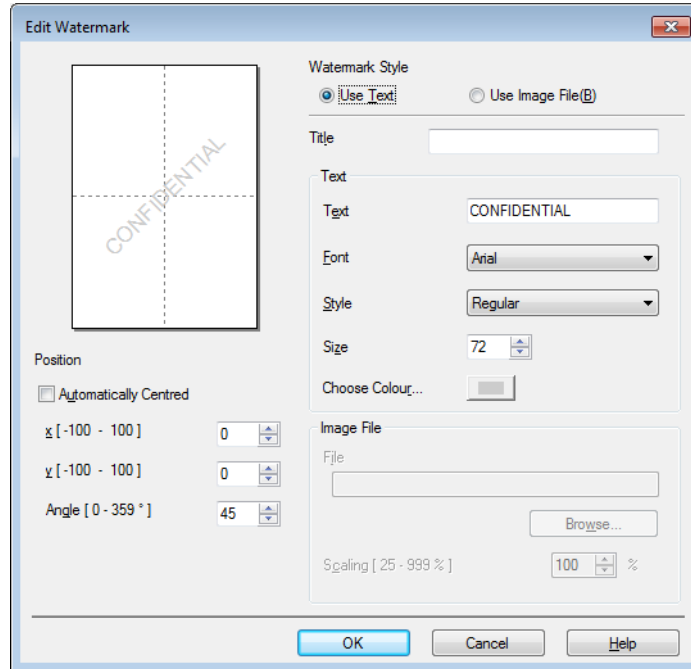 Edit Watermark
CONFIDENTIAL
Watermark Style
Use Text
Use Image File(B)
Title
Text
Text
CONFIDENTIAL
Font
Arial
Style
Regular
Size
72
Choose Colour...
Position
Automatically Centred
x [ -100 - 100 ]
0
y [ -100 - 100 ]
0
Angle [ 0 - 359 ° ]
45
Image File
File
Browse...
Scaling [ 25 - 999 % ]
100
%
OK
Cancel
Help